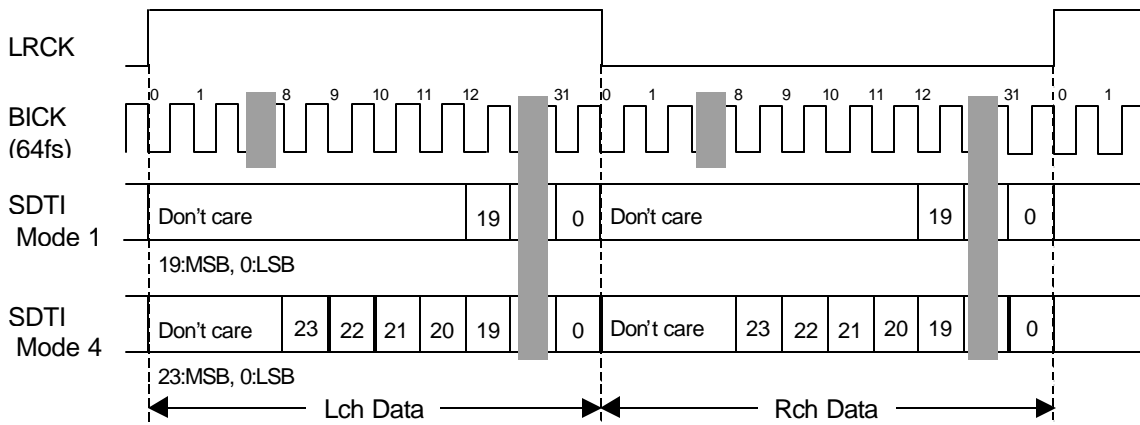 LRCK
0 1 8 9 10 11 12 31 0 1 8 9 10 11 12 31 0 1
BICK
(64fs)
SDTI
Mode 1
Don't care 19 0 Don't care 19 0
19:MSB, 0:LSB
SDTI
Mode 4
Don't care 23 22 21 20 19 0 Don't care 23 22 21 20 19 0
23:MSB, 0:LSB
Lch Data Rch Data